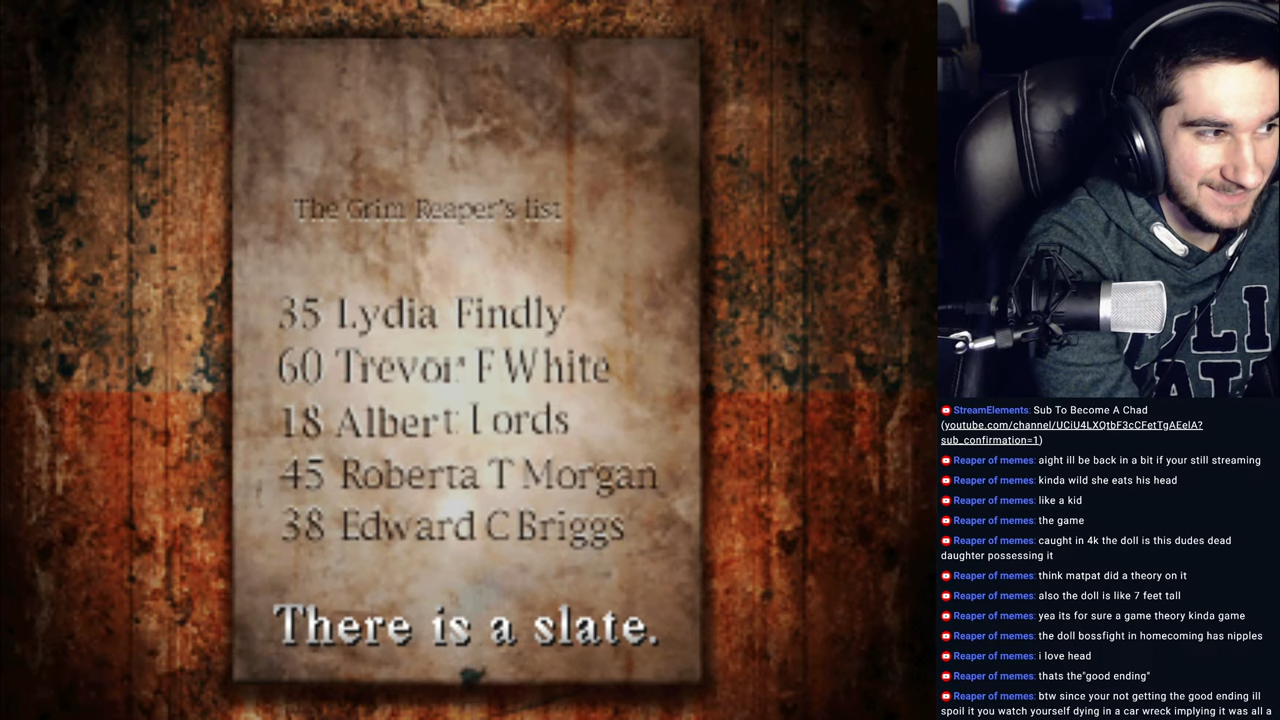 The Grim Reaper's list
35 Lydia Findly
60 Trevor F White
18 Albert Lords
45 Roberta T Morgan
38 Edward C Briggs
There is a slate.
StreamElements: Sub To Become A Chad
(youtube.com/channel/UCiU4LXQtbF3cCFetTgAEelA?
sub_confirmation=1)
Reaper of memes: aight ill be back in a bit if your still streaming
Reaper of memes: kinda wild she eats his head
Reaper of memes: like a kid
Reaper of memes: the game
Reaper of memes: caught in 4k the doll is this dudes dead
daughter possessing it
Reaper of memes: think matpat did a theory on it
Reaper of memes: also the doll is like 7 feet tall
Reaper of memes: yea its for sure a game theory kinda game
Reaper of memes: the doll bossfight in homecoming has nipples
Reaper of memes: i love head
Reaper of memes: thats the"good ending"
Reaper of memes: btw since your not getting the good ending ill
spoil it you watch yourself dying in a car wreck implying it was all a